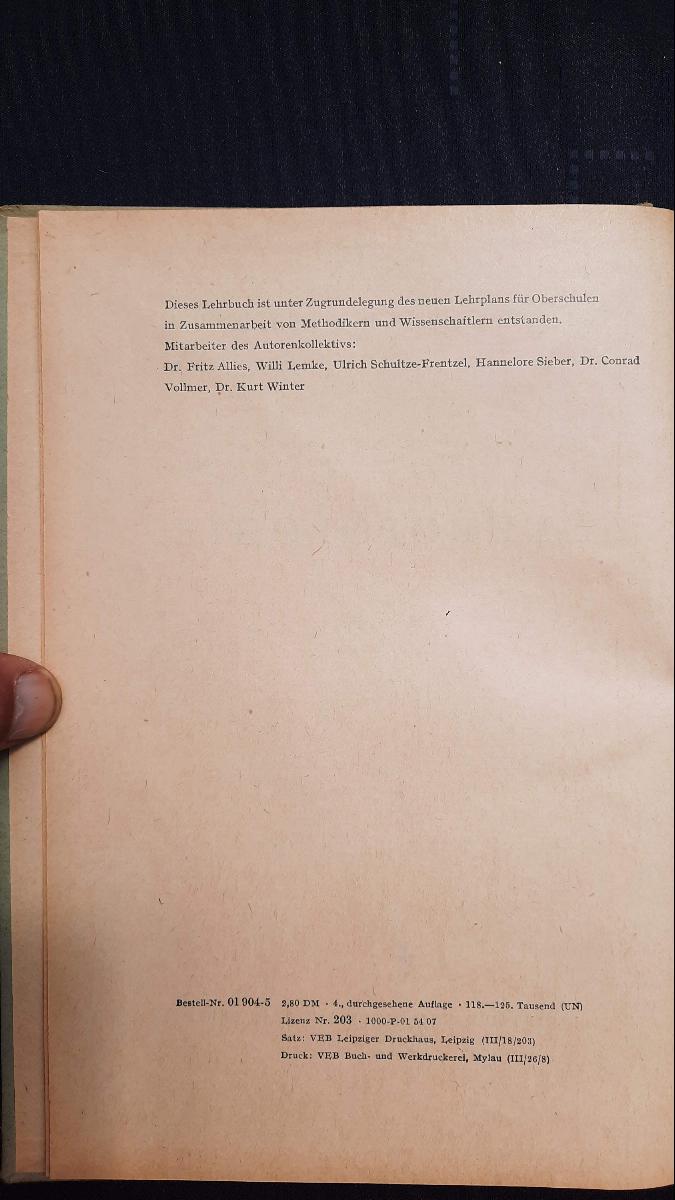 Dieses Lehrbuch ist unter Zugrundelegung des neuen Lehrplans für Oberschulen
in Zusammenarbeit von Methodikern und Wissenschaftlern entstanden.
Mitarbeiter des Autorenkollektivs:
Dr. Fritz Allies, Willi Lemke, Ulrich Schultze-Frentzel, Hannelore Sieber, Dr. Conrad
Vollmer, Dr. Kurt Winter
Bestell-Nr. 01 904-5 2,80 DM · 4., durchgesehene Auflage · 118.—125. Tausend (UN)
Lizenz Nr. 203 · 1000-P-01 54 07
Satz: VEB Leipziger Druckhaus, Leipzig (III/18/203)
Druck: VEB Buch- und Werkdruckerei, Mylau (III/26/8)